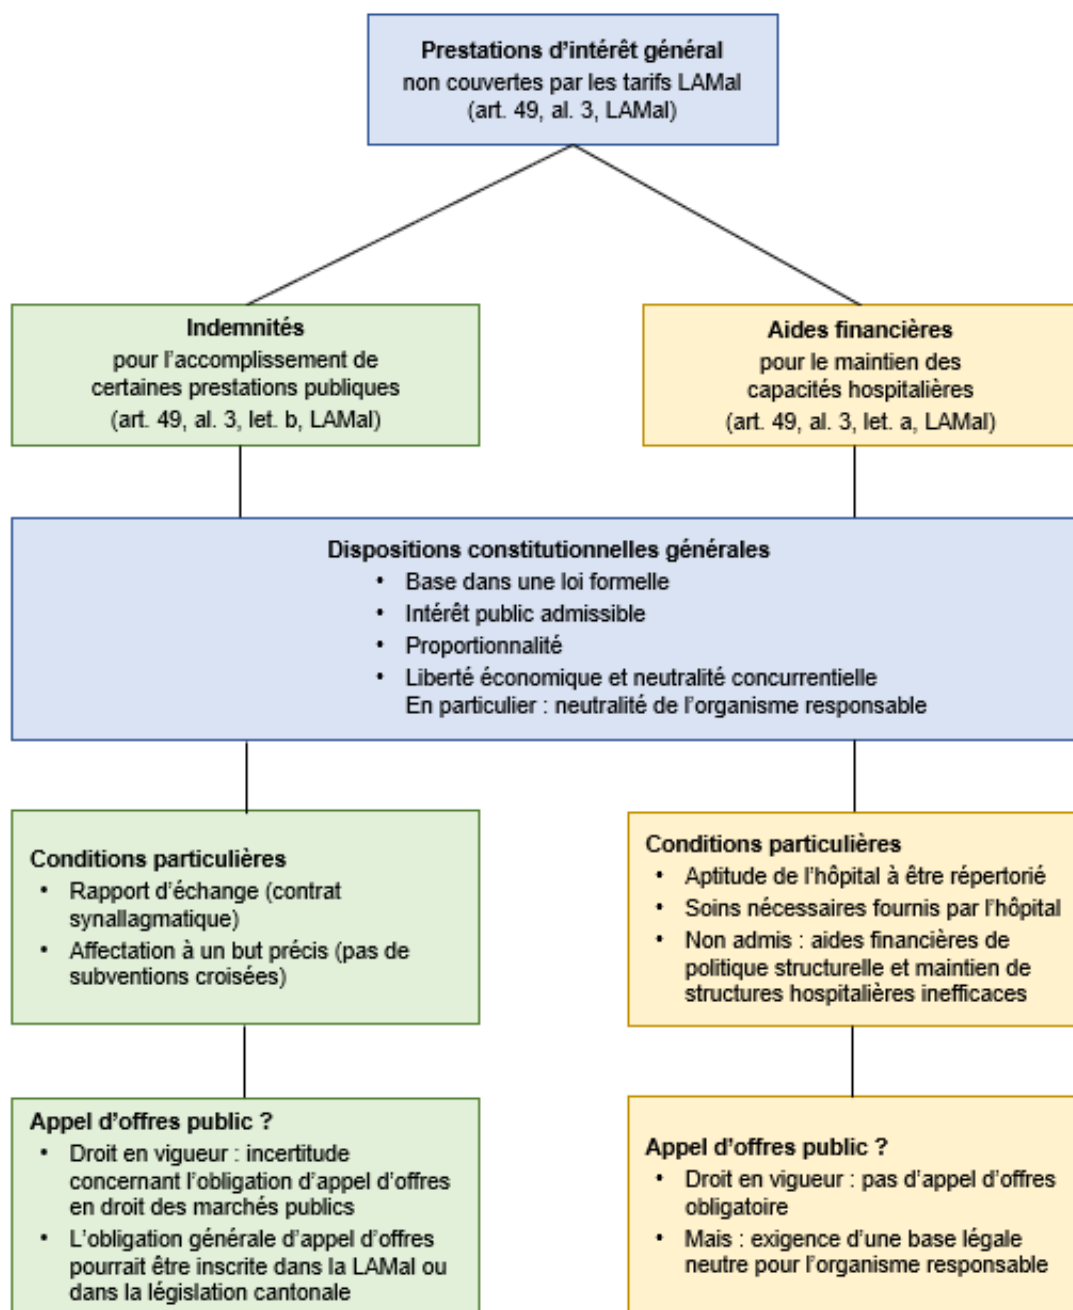 Prestations d'intérêt général
non couvertes par les tarifs LAMal
(art. 49, al. 3, LAMal)
Indemnités
pour l'accomplissement de
certaines prestations publiques
(art. 49, al. 3, let. b, LAMal)
Aides financières
pour le maintien des
capacités hospitalières
(art. 49, al. 3, let. a, LAMal)
Dispositions constitutionnelles générales
• Base dans une loi formelle
• Intérêt public admissible
• Proportionnalité
• Liberté économique et neutralité concurrentielle
En particulier : neutralité de l'organisme responsable
Conditions particulières
• Rapport d'échange (contrat
synallagmatique)
• Affectation à un but précis (pas de
subventions croisées)
Conditions particulières
• Aptitude de l'hôpital à être répertorié
• Soins nécessaires fournis par l'hôpital
• Non admis : aides financières de
politique structurelle et maintien de
structures hospitalières inefficaces
Appel d'offres public ?
• Droit en vigueur : incertitude
concernant l'obligation d'appel d'offres
en droit des marchés publics
• L'obligation générale d'appel d'offres
pourrait être inscrite dans la LAMal ou
dans la législation cantonale
Appel d'offres public ?
• Droit en vigueur : pas d'appel d'offres
obligatoire
• Mais : exigence d'une base légale
neutre pour l'organisme responsable